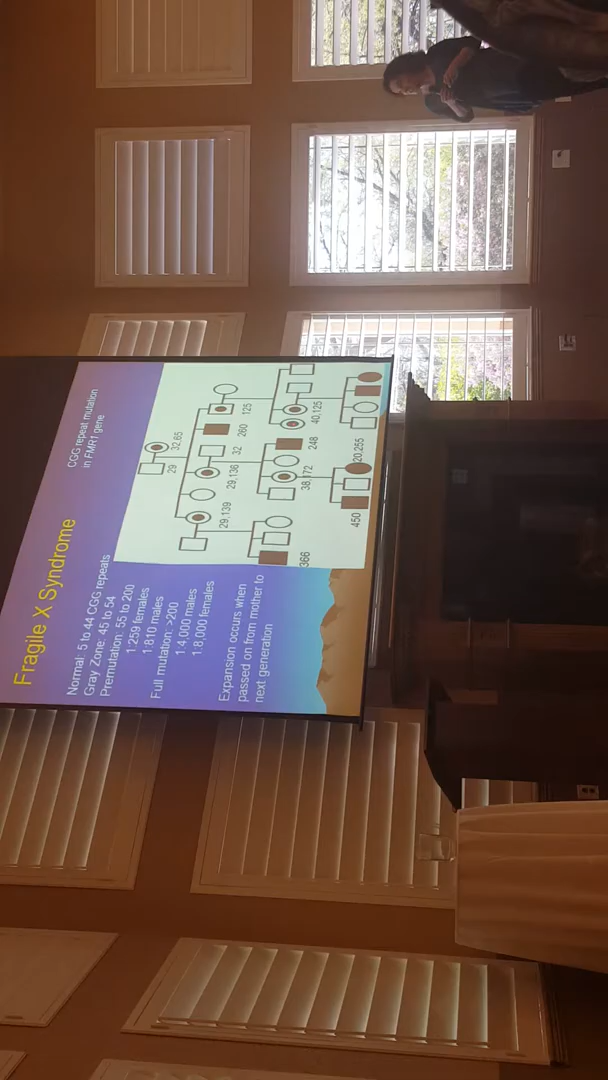 Fragile X Syndrome
CGG repeat mutation
in FMR1 gene
Normal: 5 to 44 CGG repeats
Gray Zone: 45 to 54
Premutation: 55 to 200
1:259 females
1:810 males
Full mutation: >200
1:4,000 males
1:8,000 females
Expansion occurs when
passed on from mother to
next generation
29 32,65
29,139 29,136 32 260 125
366 38,172 248 40,125
450 20,255